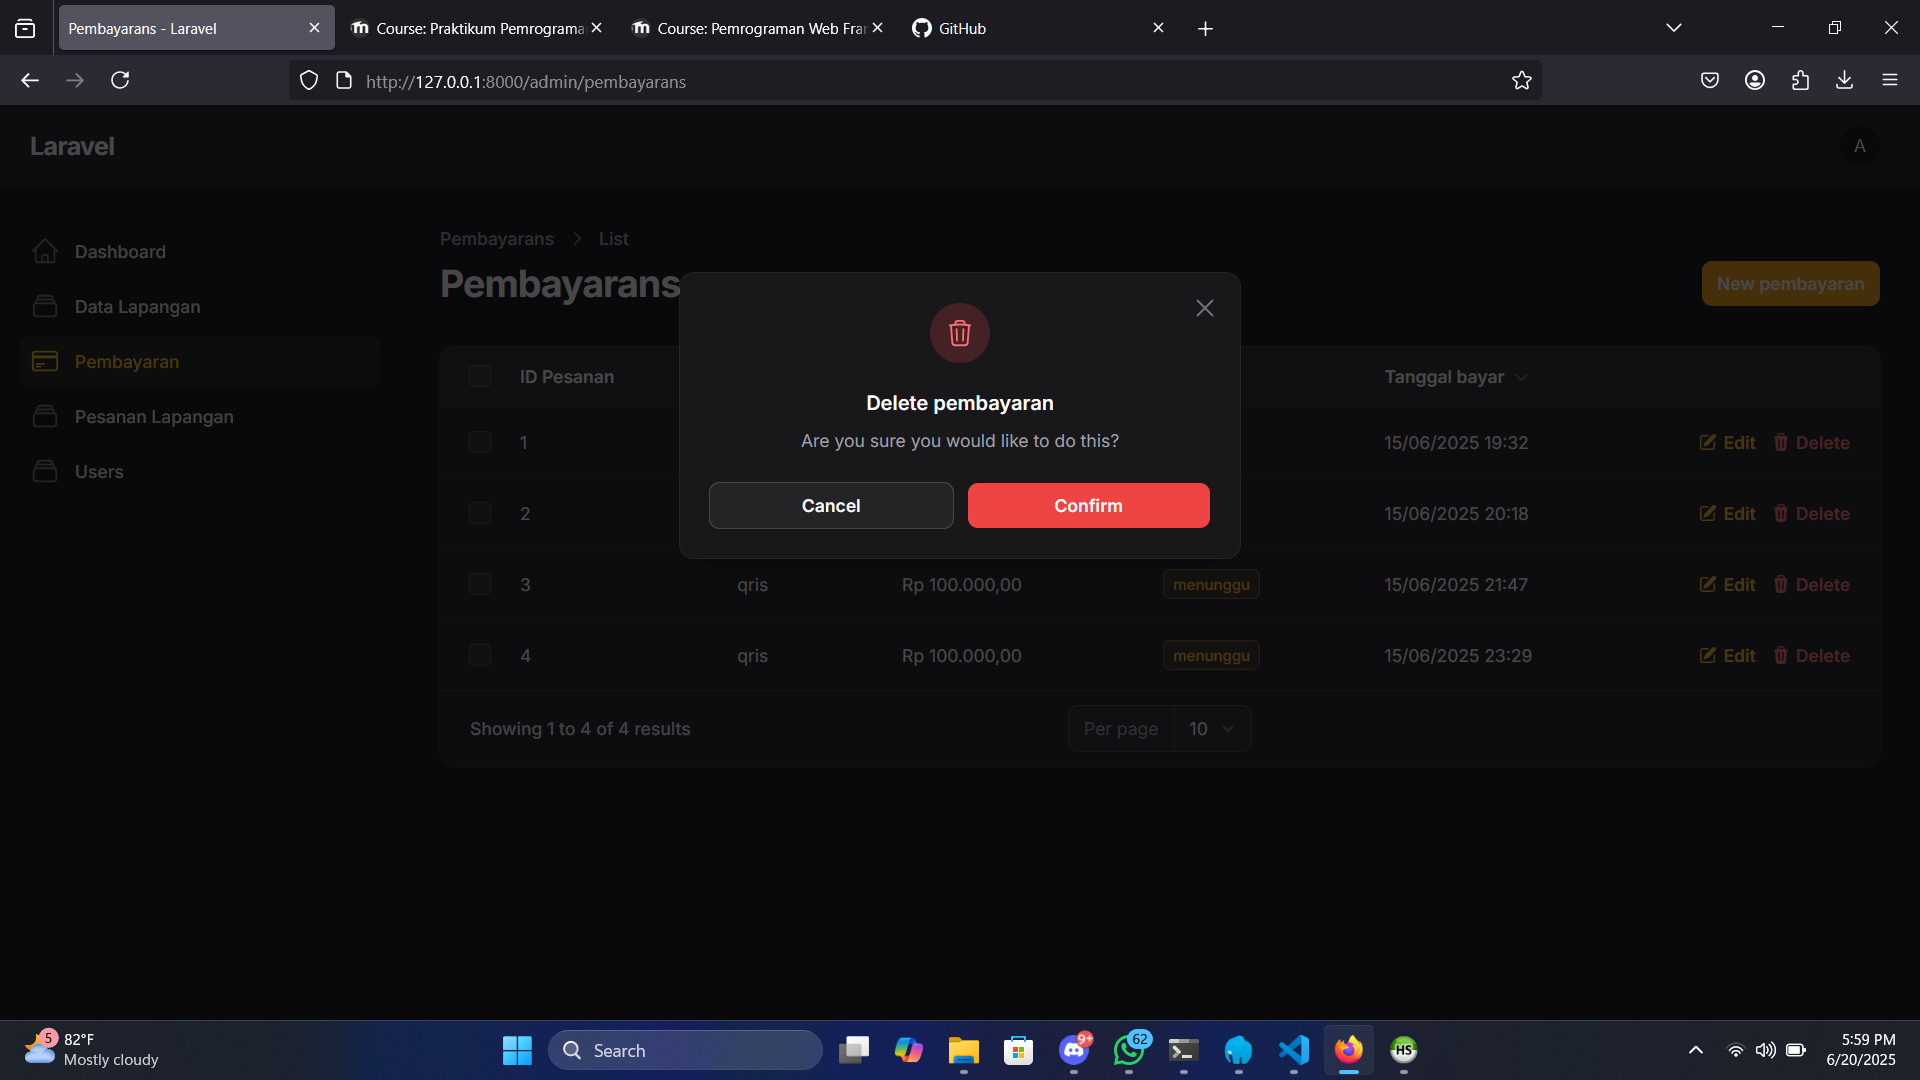 Pembayarans - Laravel
Course: Praktikum Pemrograma
Course: Pemrograman Web Fra
GitHub
http://127.0.0.1:8000/admin/pembayarans
Laravel
A
Dashboard
Data Lapangan
Pembayaran
Pesanan Lapangan
Users
Pembayarans > List
Pembayarans
New pembayaran
Delete pembayaran
Are you sure you would like to do this?
Cancel Confirm
ID Pesanan Tanggal bayar
1 15/06/2025 19:32 Edit Delete
2 15/06/2025 20:18 Edit Delete
3 qris Rp 100.000,00 menunggu 15/06/2025 21:47 Edit Delete
4 qris Rp 100.000,00 menunggu 15/06/2025 23:29 Edit Delete
Showing 1 to 4 of 4 results
Per page 10
5
82°F
Mostly cloudy
Search
9+
62
HS
5:59 PM
6/20/2025